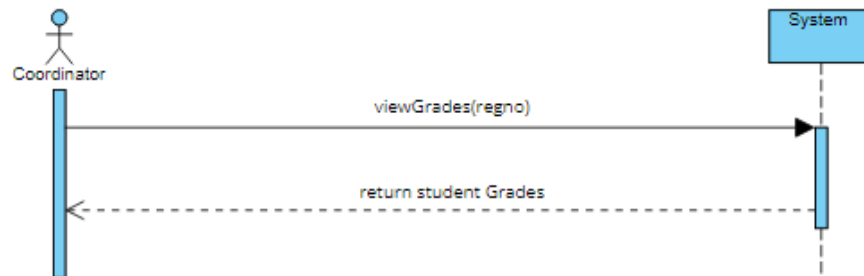 System
Coordinator
viewGrades(regno)
return student Grades